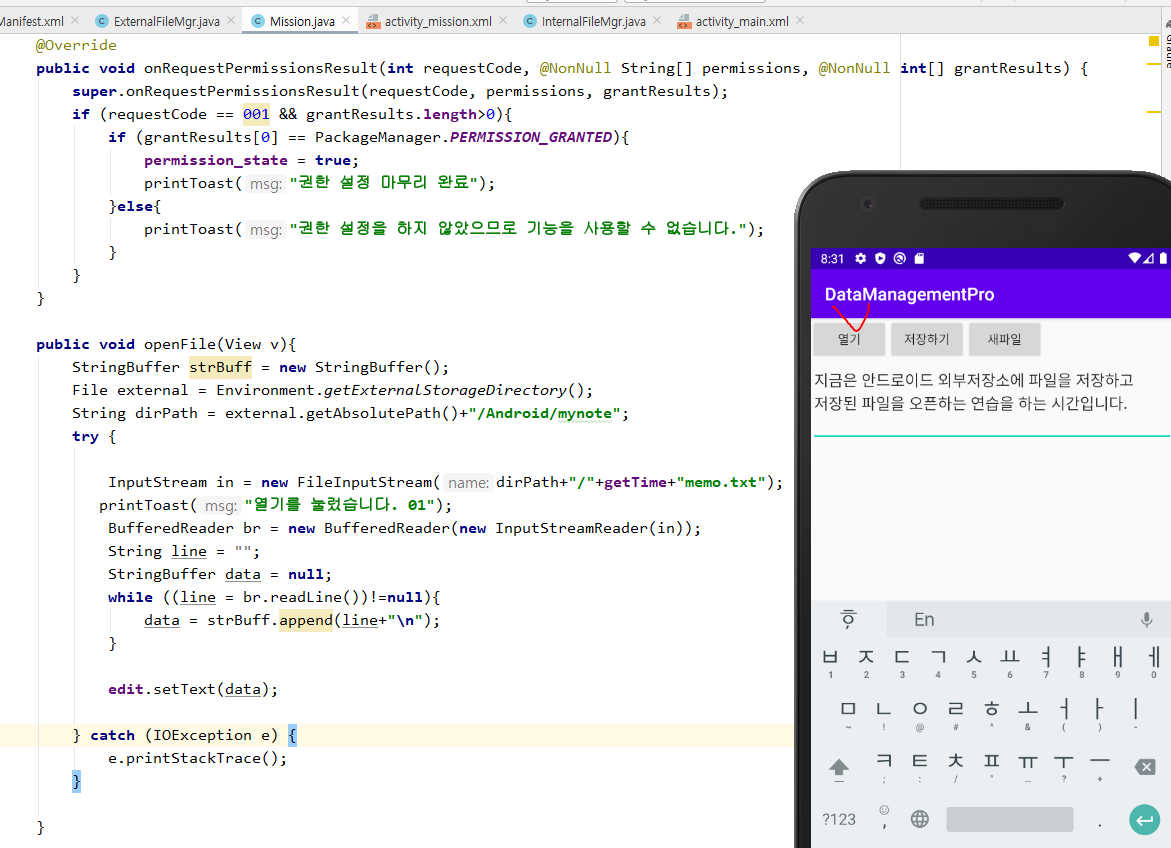 Manifest.xml ExternalFileMgr.java Mission.java activity_mission.xml InternalFileMgr.java activity_main.xml
@Override
public void onRequestPermissionsResult(int requestCode, @NonNull String[] permissions, @NonNull int[] grantResults) {
super.onRequestPermissionsResult(requestCode, permissions, grantResults);
if (requestCode == 001 && grantResults.length>0){
if (grantResults[0] == PackageManager.PERMISSION_GRANTED){
permission_state = true;
printToast( msg: "권한 설정 마무리 완료");
}else{
printToast( msg: "권한 설정을 하지 않았으므로 기능을 사용할 수 없습니다.");
}
}
}
public void openFile(View v){
StringBuffer strBuff = new StringBuffer();
File external = Environment.getExternalStorageDirectory();
String dirPath = external.getAbsolutePath()+"/Android/mynote";
try {
InputStream in = new FileInputStream( name: dirPath+"/"+getTime+"memo.txt");
printToast( msg: "열기를 눌렀습니다. 01");
BufferedReader br = new BufferedReader(new InputStreamReader(in));
String line = "";
StringBuffer data = null;
while ((line = br.readLine())!=null){
data = strBuff.append(line+"\n");
}
edit.setText(data);
} catch (IOException e) {
e.printStackTrace();
}
}
8:31
DataManagementPro
열기 저장하기 새파일
지금은 안드로이드 외부저장소에 파일을 저장하고
저장된 파일을 오픈하는 연습을 하는 시간입니다.
En
ㅂ ㅈ ㄷ ㄱ ㅅ ㅛ ㅕ ㅑ ㅐ ㅔ
1 2 3 4 5 6 7 8 9 0
ㅁ ㄴ ㅇ ㄹ ㅎ ㅗ ㅓ ㅏ ㅣ
~ ! @ # ^ & ( ) -
ㅋ ㅌ ㅊ ㅍ ㅠ ㅜ ㅡ
; : / ... ? +
?123 , .